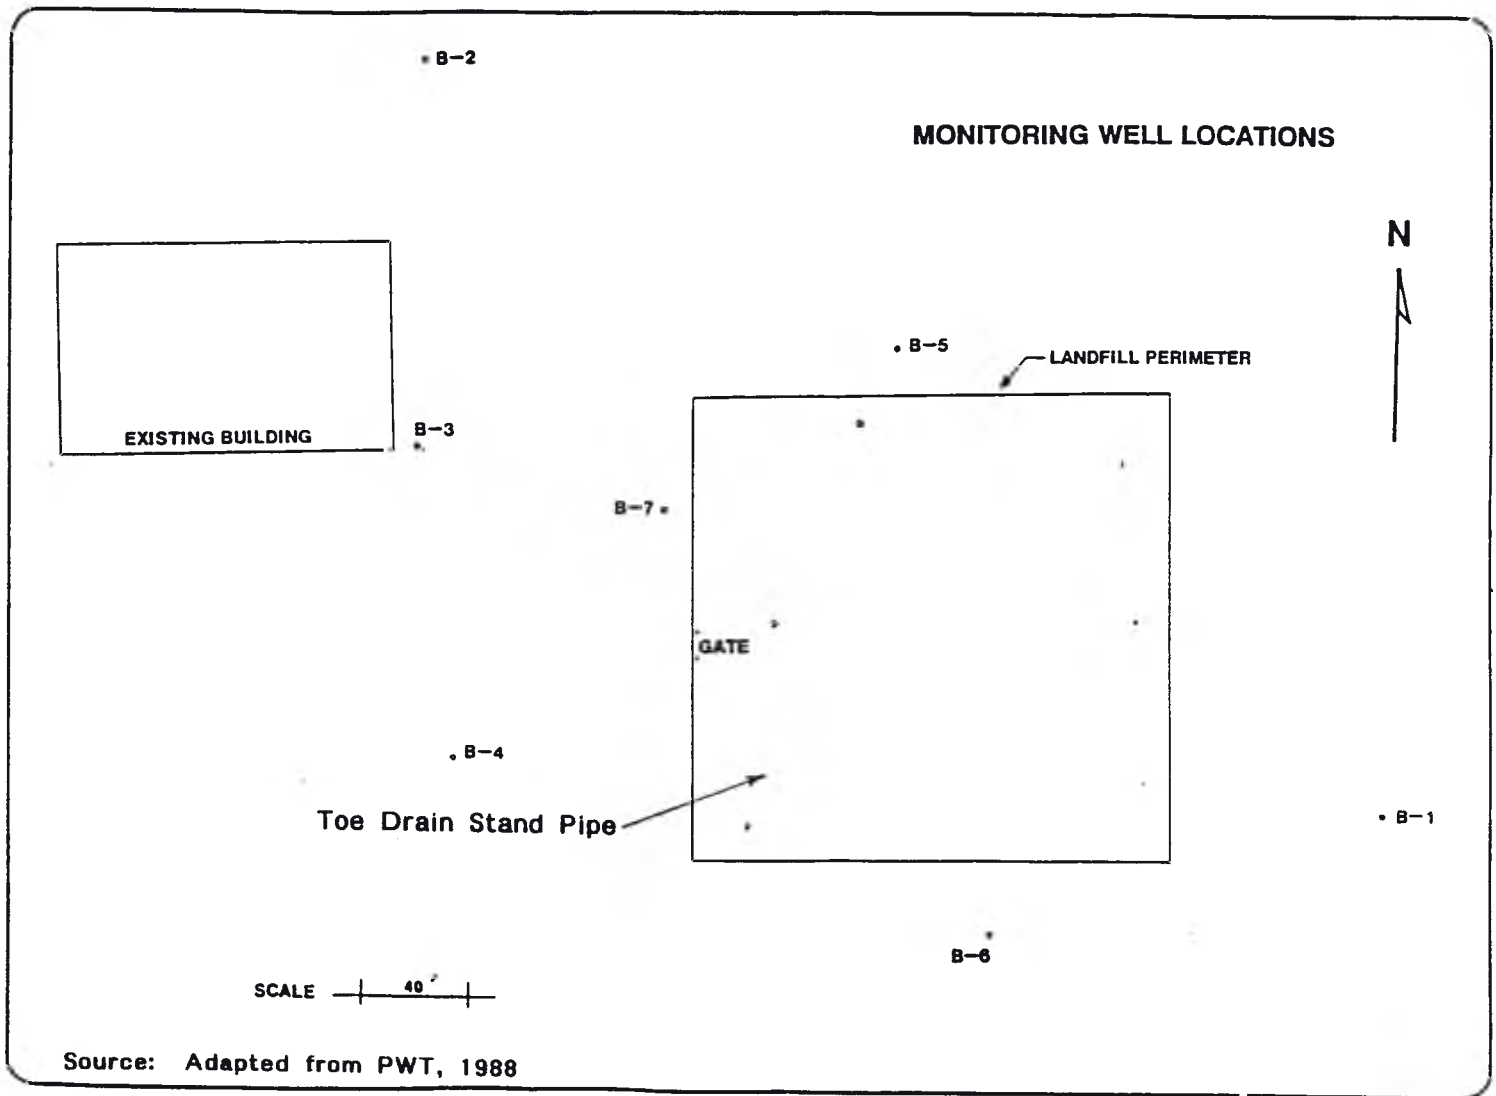 B-2
MONITORING WELL LOCATIONS
N
B-5
LANDFILL PERIMETER
B-3
EXISTING BUILDING
B-7
GATE
B-4
Toe Drain Stand Pipe
B-1
B-6
SCALE 40'
Source: Adapted from PWT, 1988